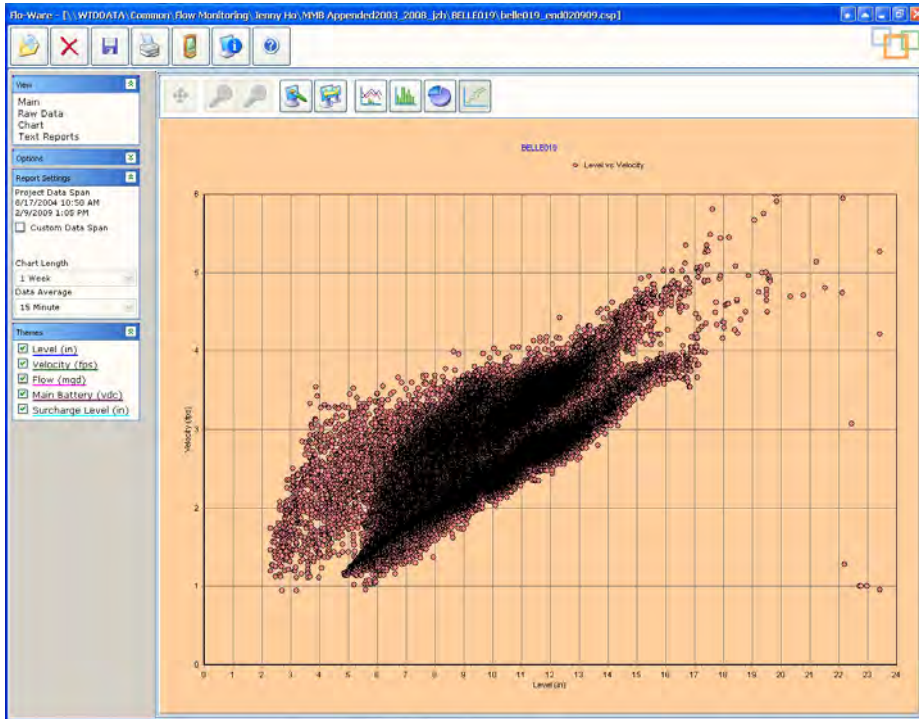 Flo-Ware - [\\WTDDATA\Common\Flow Monitoring\Jenny Ho\MMB Appended2003_2008_jzh\BELLE019\belle019_end020909.csp]
View
Main
Raw Data
Chart
Text Reports
Options
Report Settings
Project Data Span
6/17/2004 10:50 AM
2/9/2009 1:05 PM
Custom Data Span
Chart Length
1 Week
Data Average
15 Minute
Themes
Level (in)
Velocity (fps)
Flow (mgd)
Main Battery (vdc)
Surcharge Level (in)
BELLE019
Level vs Velocity
6
5
4
3
2
1
0
Velocity (fps)
0 1 2 3 4 5 6 7 8 9 10 11 12 13 14 15 16 17 18 19 20 21 22 23 24
Level (in)